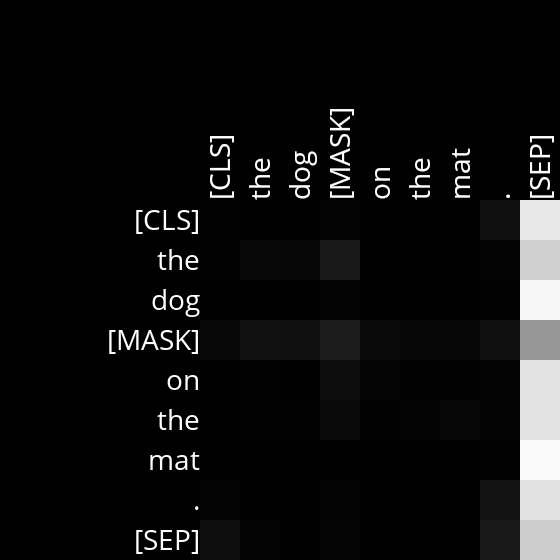 [CLS] the dog [MASK] on the mat . [SEP]
[CLS]
the
dog
[MASK]
on
the
mat
.
[SEP]